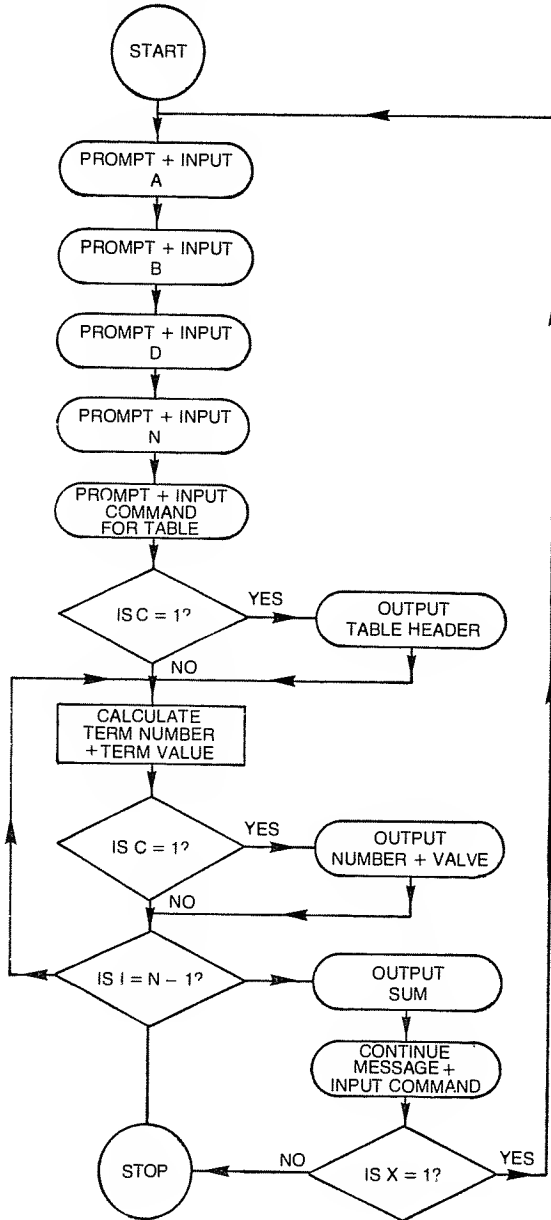 START
PROMPT + INPUT
A
PROMPT + INPUT
B
PROMPT + INPUT
D
PROMPT + INPUT
N
PROMPT + INPUT
COMMAND
FOR TABLE
IS C = 1?
YES
OUTPUT
TABLE HEADER
NO
CALCULATE
TERM NUMBER
+ TERM VALUE
IS C = 1?
YES
OUTPUT
NUMBER + VALVE
NO
IS I = N – 1?
OUTPUT
SUM
CONTINUE
MESSAGE +
INPUT COMMAND
IS X = 1?
YES
NO
STOP